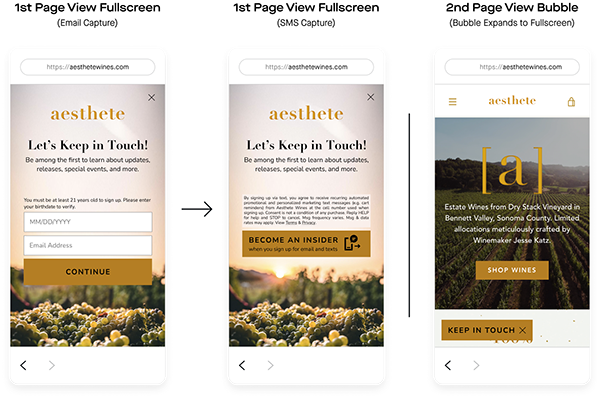 1st Page View Fullscreen
(Email Capture)
https://aesthetewines.com
aesthete
Let's Keep in Touch!
Be among the first to learn about updates,
releases, special events, and more.
You must be at least 21 years old to sign up. Please enter
your birthdate to verify.
MM/DD/YYYY
Email Address
CONTINUE
1st Page View Fullscreen
(SMS Capture)
https://aesthetewines.com
aesthete
Let's Keep in Touch!
Be among the first to learn about updates,
releases, special events, and more.
By signing up via text, you agree to receive recurring automated
promotional and personalized marketing text messages (e.g. cart
reminders) from Aesthete Wines at the cell number used when
signing up. Consent is not a condition of any purchase. Reply HELP
for help and STOP to cancel. Msg frequency varies. Msg & data
rates may apply. View Terms & Privacy.
BECOME AN INSIDER
when you sign up for email and texts
2nd Page View Bubble
(Bubble Expands to Fullscreen)
https://aesthetewines.com
aesthete
[a]
Estate Wines from Dry Stack Vineyard in
Bennett Valley, Sonoma County. Limited
allocations meticulously crafted by
Winemaker Jesse Katz.
SHOP WINES
KEEP IN TOUCH